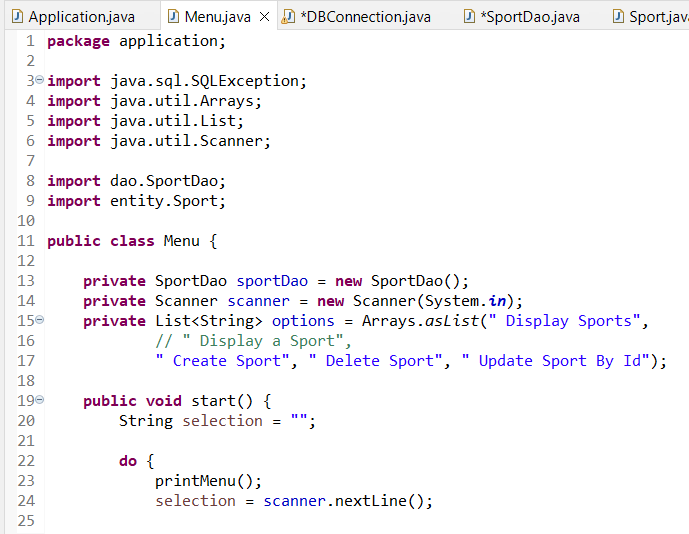 Application.java Menu.java *DBConnection.java *SportDao.java Sport.java
1 package application;
2
3 import java.sql.SQLException;
4 import java.util.Arrays;
5 import java.util.List;
6 import java.util.Scanner;
7
8 import dao.SportDao;
9 import entity.Sport;
10
11 public class Menu {
12
13 private SportDao sportDao = new SportDao();
14 private Scanner scanner = new Scanner(System.in);
15 private List<String> options = Arrays.asList(" Display Sports",
16 // " Display a Sport",
17 " Create Sport", " Delete Sport", " Update Sport By Id");
18
19 public void start() {
20 String selection = "";
21
22 do {
23 printMenu();
24 selection = scanner.nextLine();
25